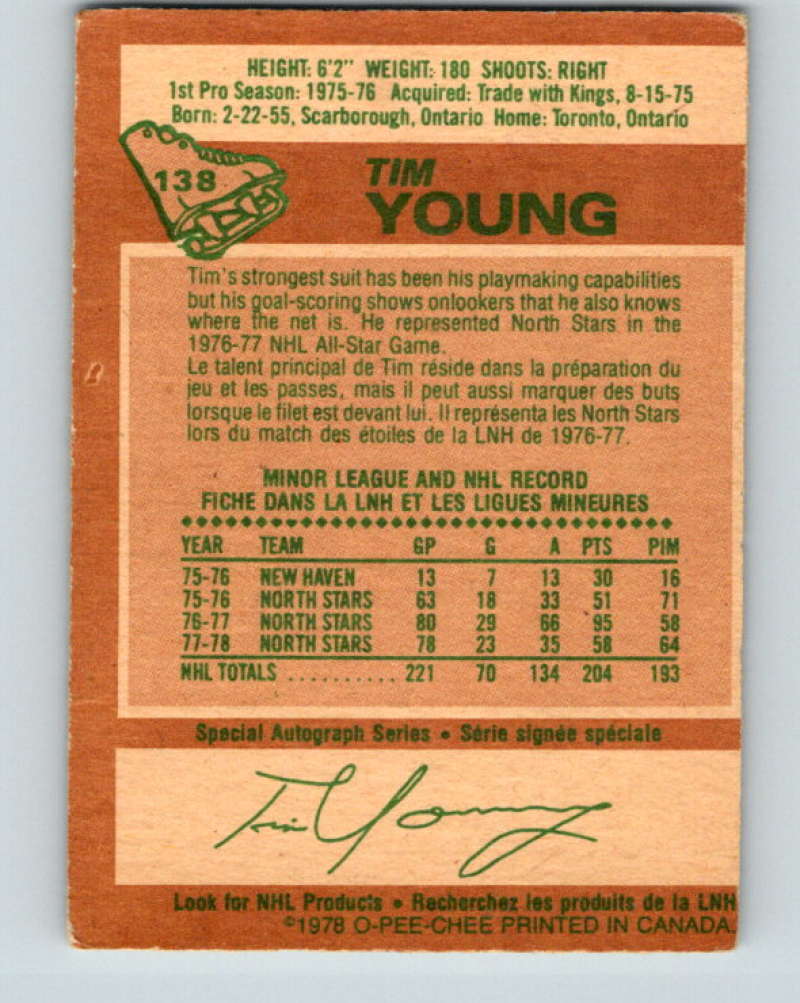 HEIGHT: 6'2" WEIGHT: 180 SHOOTS: RIGHT
1st Pro Season: 1975-76 Acquired: Trade with Kings, 8-15-75
Born: 2-22-55, Scarborough, Ontario Home: Toronto, Ontario
138
TIM
YOUNG
Tim's strongest suit has been his playmaking capabilities
but his goal-scoring shows onlookers that he also knows
where the net is. He represented North Stars in the
1976-77 NHL All-Star Game.
Le talent principal de Tim réside dans la préparation du
jeu et les passes, mais il peut aussi marquer des buts
lorsque le filet est devant lui. Il représenta les North Stars
lors du match des étoiles de la LNH de 1976-77.
MINOR LEAGUE AND NHL RECORD
FICHE DANS LA LNH ET LES LIGUES MINEURES
YEAR TEAM GP G A PTS PIM
75-76 NEW HAVEN 13 7 13 30 16
75-76 NORTH STARS 63 18 33 51 71
76-77 NORTH STARS 80 29 66 95 58
77-78 NORTH STARS 78 23 35 58 64
NHL TOTALS .......... 221 70 134 204 193
Special Autograph Series • Série signée spéciale
Tim Young
Look for NHL Products • Recherchez les produits de la LNH
©1978 O-PEE-CHEE PRINTED IN CANADA.